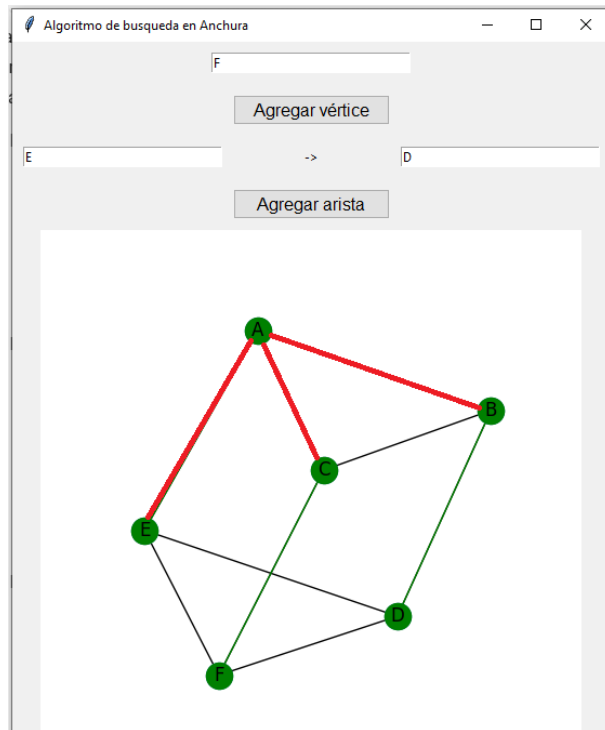 Algoritmo de busqueda en Anchura
F
Agregar vértice
E -> D
Agregar arista
A
B
C
E
D
F